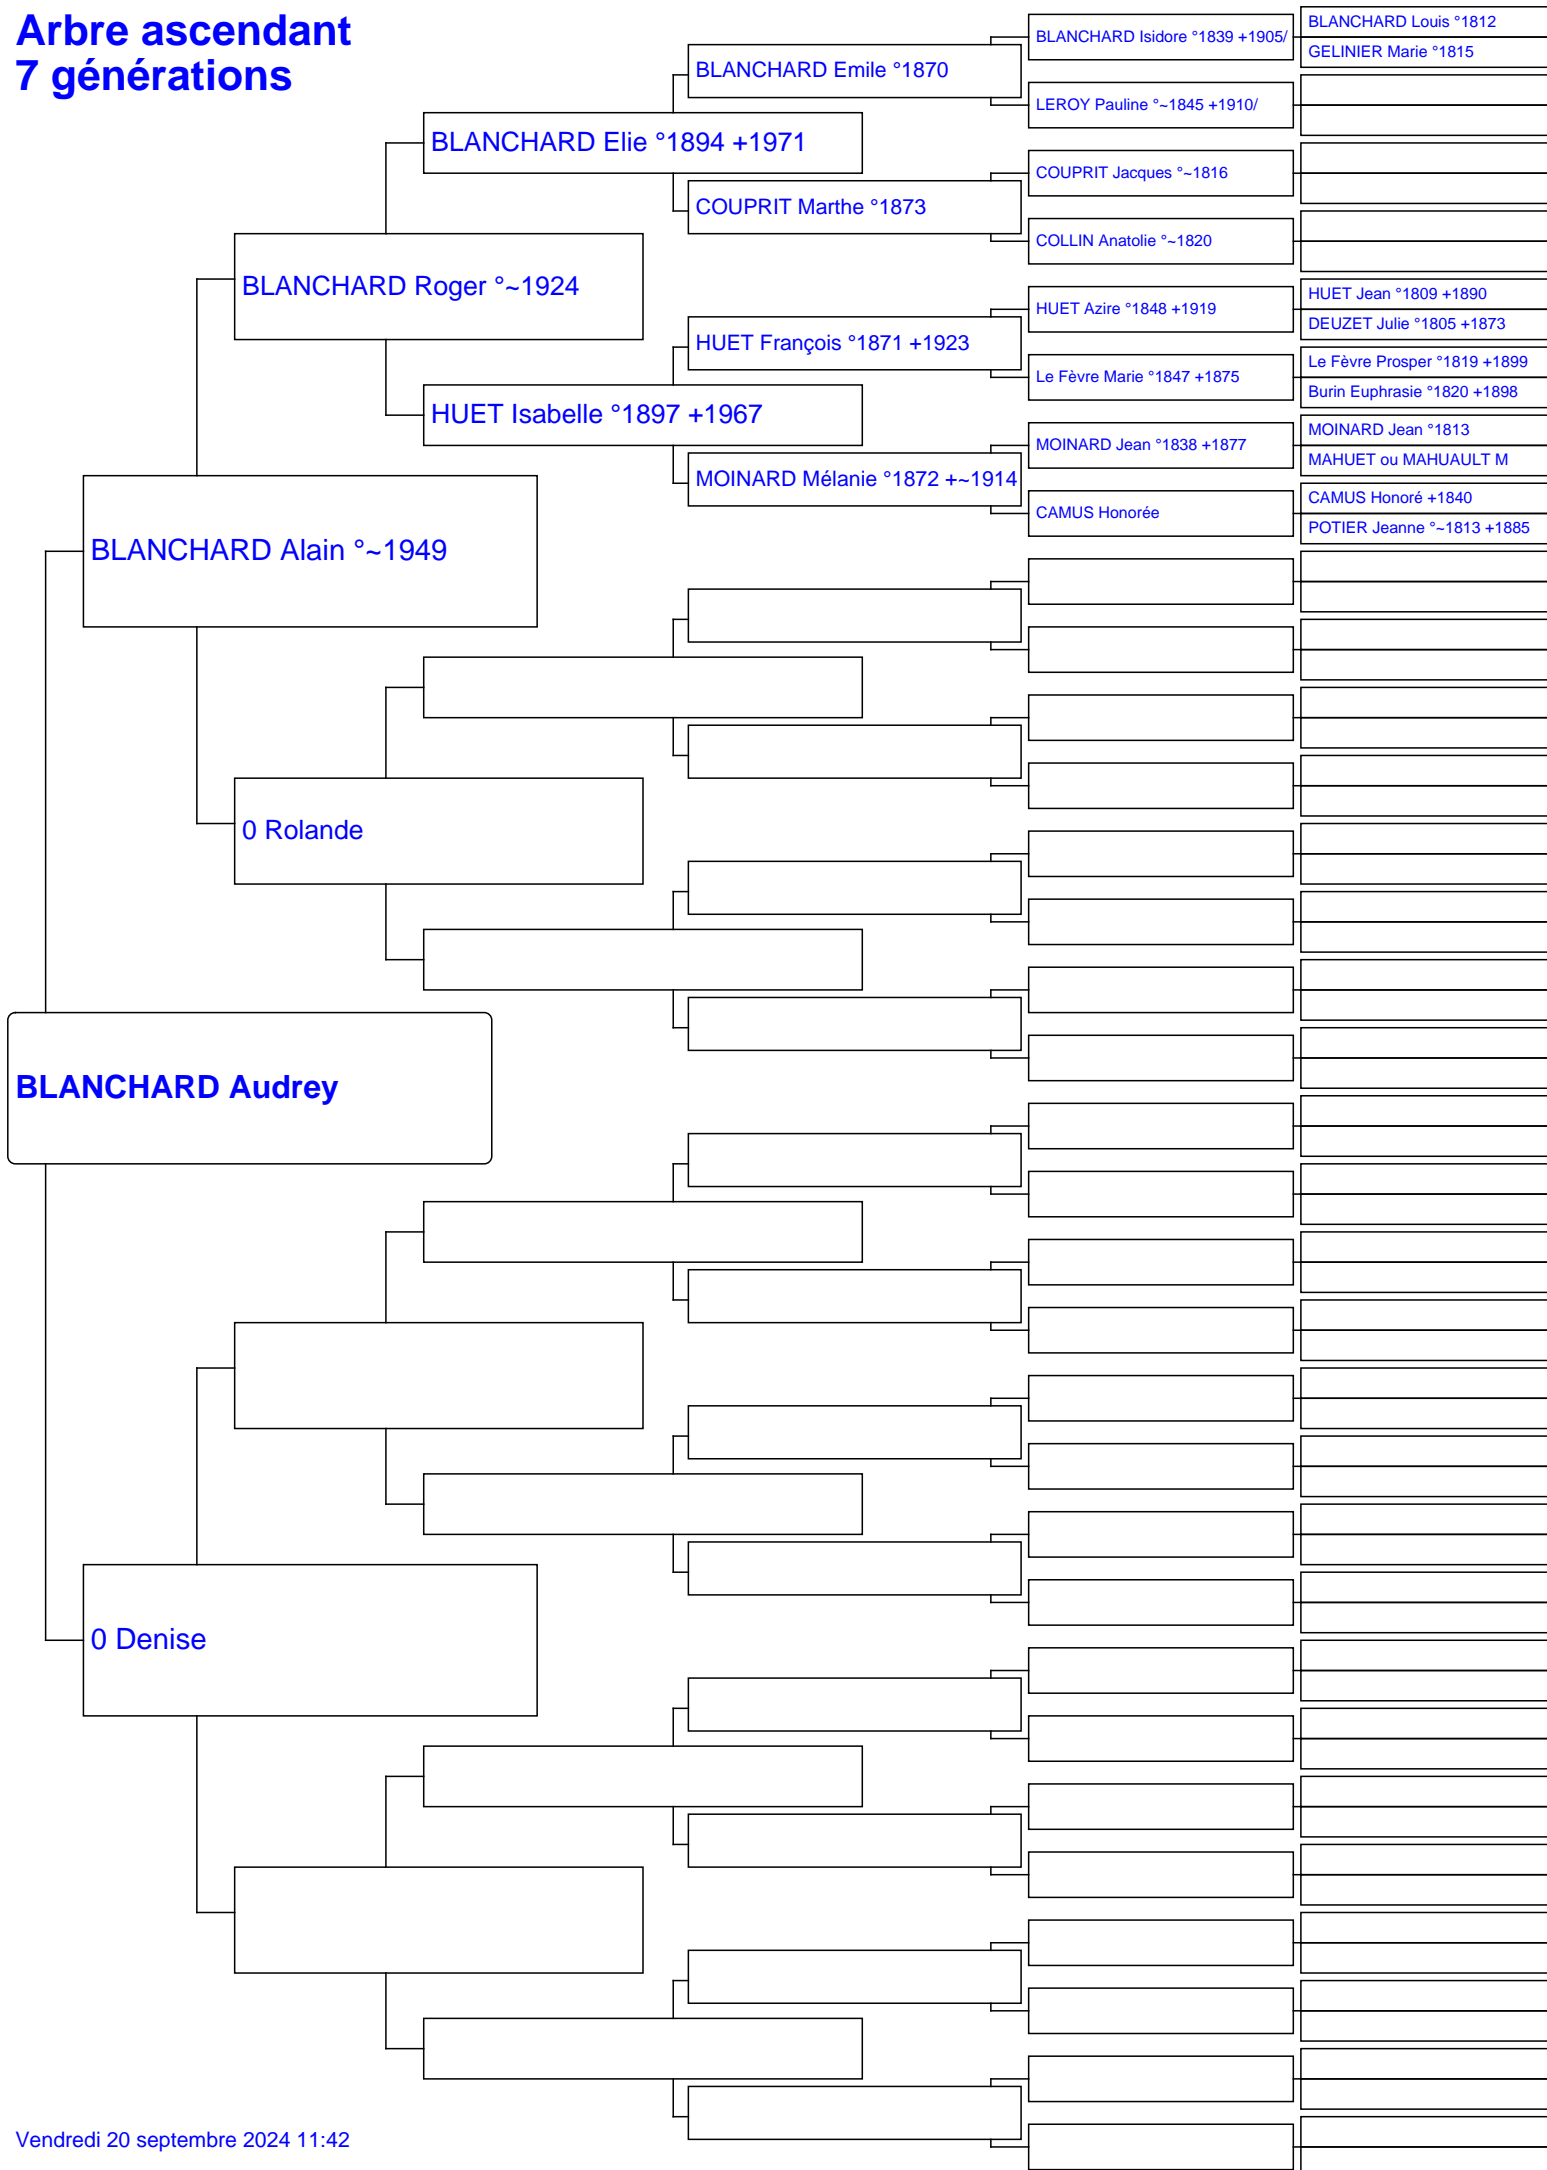 Arbre ascendant
7 générations
BLANCHARD Louis °1812
BLANCHARD Isidore °1839 +1905/
GELINIER Marie °1815
BLANCHARD Emile °1870
LEROY Pauline °~1845 +1910/
BLANCHARD Elie °1894 +1971
COUPRIT Jacques °~1816
COUPRIT Marthe °1873
COLLIN Anatolie °~1820
BLANCHARD Roger °~1924
HUET Jean °1809 +1890
HUET Azire °1848 +1919
DEUZET Julie °1805 +1873
HUET François °1871 +1923
Le Fèvre Prosper °1819 +1899
Le Fèvre Marie °1847 +1875
Burin Euphrasie °1820 +1898
HUET Isabelle °1897 +1967
MOINARD Jean °1813
MOINARD Jean °1838 +1877
MAHUET ou MAHUAULT M
MOINARD Mélanie °1872 +~1914
CAMUS Honoré +1840
CAMUS Honorée
POTIER Jeanne °~1813 +1885
BLANCHARD Alain °~1949
0 Rolande
BLANCHARD Audrey
0 Denise
Vendredi 20 septembre 2024 11:42